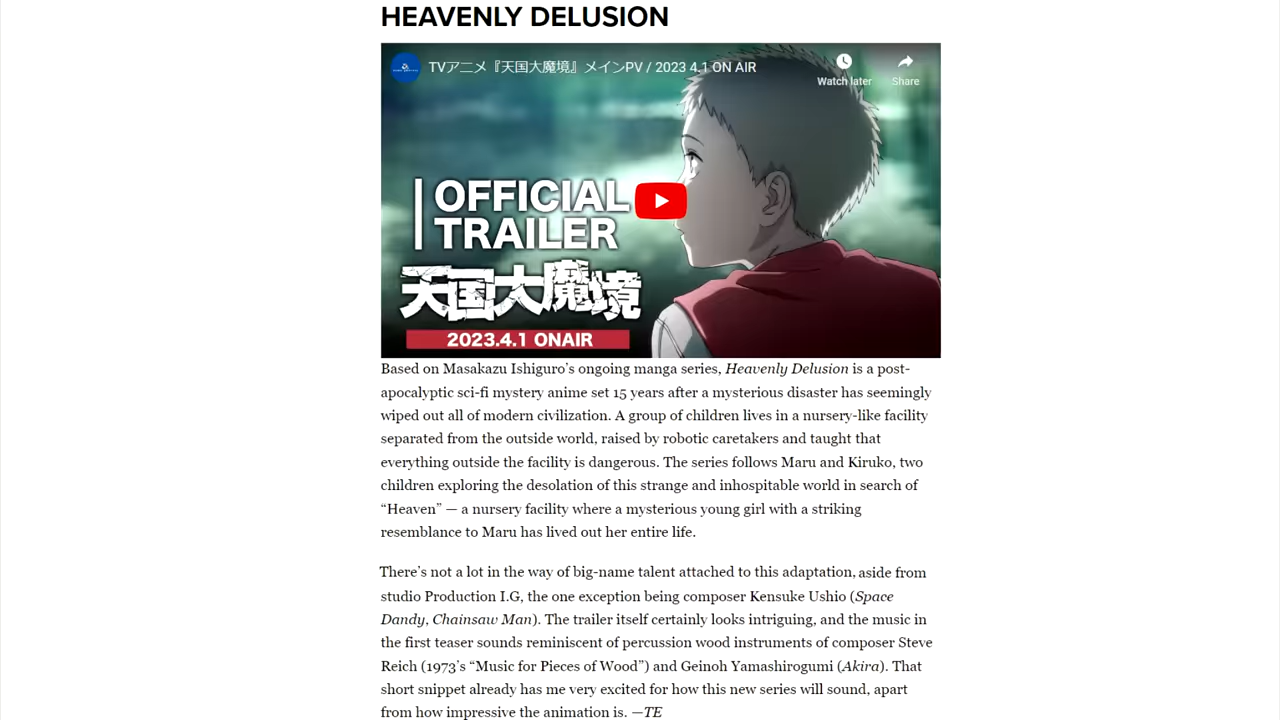 HEAVENLY DELUSION
TVアニメ『天国大魔境』メインPV / 2023 4.1 ON AIR
Watch later
Share
OFFICIAL
TRAILER
天国大魔境
2023.4.1 ONAIR
Based on Masakazu Ishiguro’s ongoing manga series, Heavenly Delusion is a post-
apocalyptic sci-fi mystery anime set 15 years after a mysterious disaster has seemingly
wiped out all of modern civilization. A group of children lives in a nursery-like facility
separated from the outside world, raised by robotic caretakers and taught that
everything outside the facility is dangerous. The series follows Maru and Kiruko, two
children exploring the desolation of this strange and inhospitable world in search of
“Heaven” — a nursery facility where a mysterious young girl with a striking
resemblance to Maru has lived out her entire life.
There’s not a lot in the way of big-name talent attached to this adaptation, aside from
studio Production I.G, the one exception being composer Kensuke Ushio (Space
Dandy, Chainsaw Man). The trailer itself certainly looks intriguing, and the music in
the first teaser sounds reminiscent of percussion wood instruments of composer Steve
Reich (1973’s “Music for Pieces of Wood”) and Geinoh Yamashirogumi (Akira). That
short snippet already has me very excited for how this new series will sound, apart
from how impressive the animation is. —TE